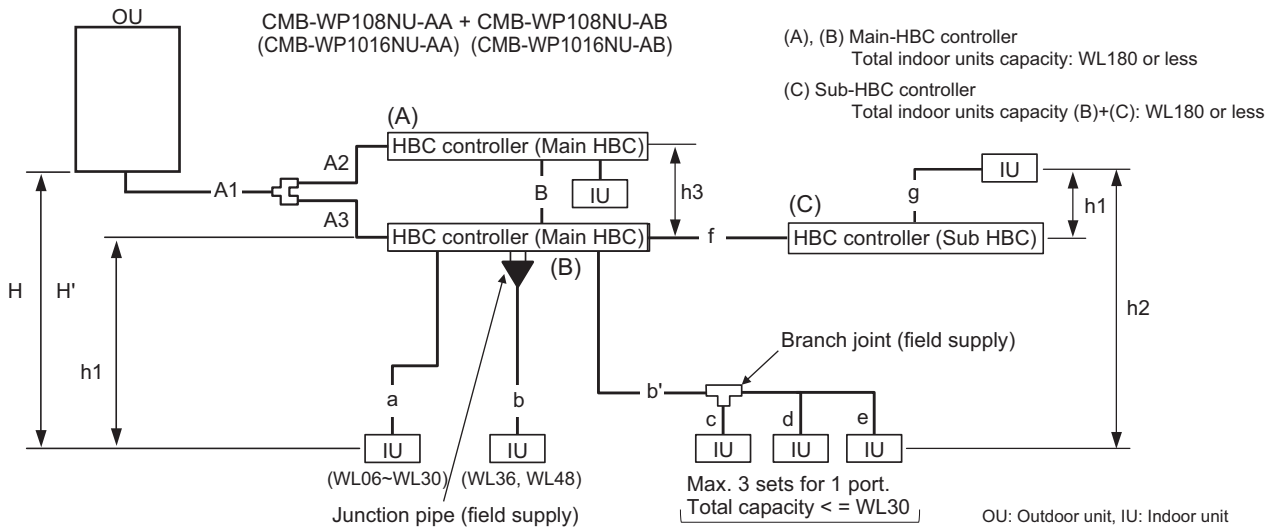 OU
CMB-WP108NU-AA + CMB-WP108NU-AB
(CMB-WP1016NU-AA) (CMB-WP1016NU-AB)
(A), (B) Main-HBC controller
Total indoor units capacity: WL180 or less
(C) Sub-HBC controller
Total indoor units capacity (B)+(C): WL180 or less
(A)
HBC controller (Main HBC)
A2
A1
A3
B
IU
h3
HBC controller (Main HBC)
(B)
f
(C)
HBC controller (Sub HBC)
g
IU
h1
h2
H
H'
h1
Branch joint (field supply)
a
b
b'
c
d
e
IU
IU
IU
IU
IU
(WL06~WL30)
(WL36, WL48)
Max. 3 sets for 1 port.
Total capacity < = WL30
Junction pipe (field supply)
OU: Outdoor unit, IU: Indoor unit